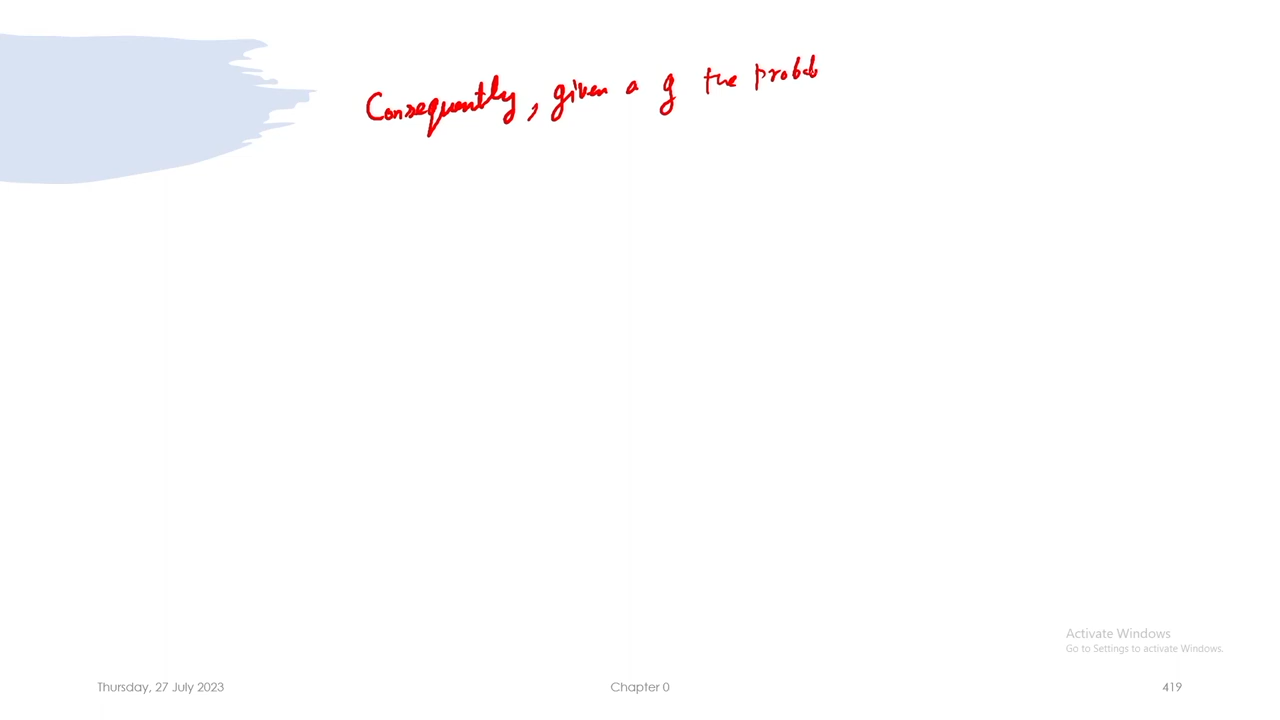 Consequently, given a g the probab
Activate Windows
Go to Settings to activate Windows.
Thursday, 27 July 2023
Chapter 0
419